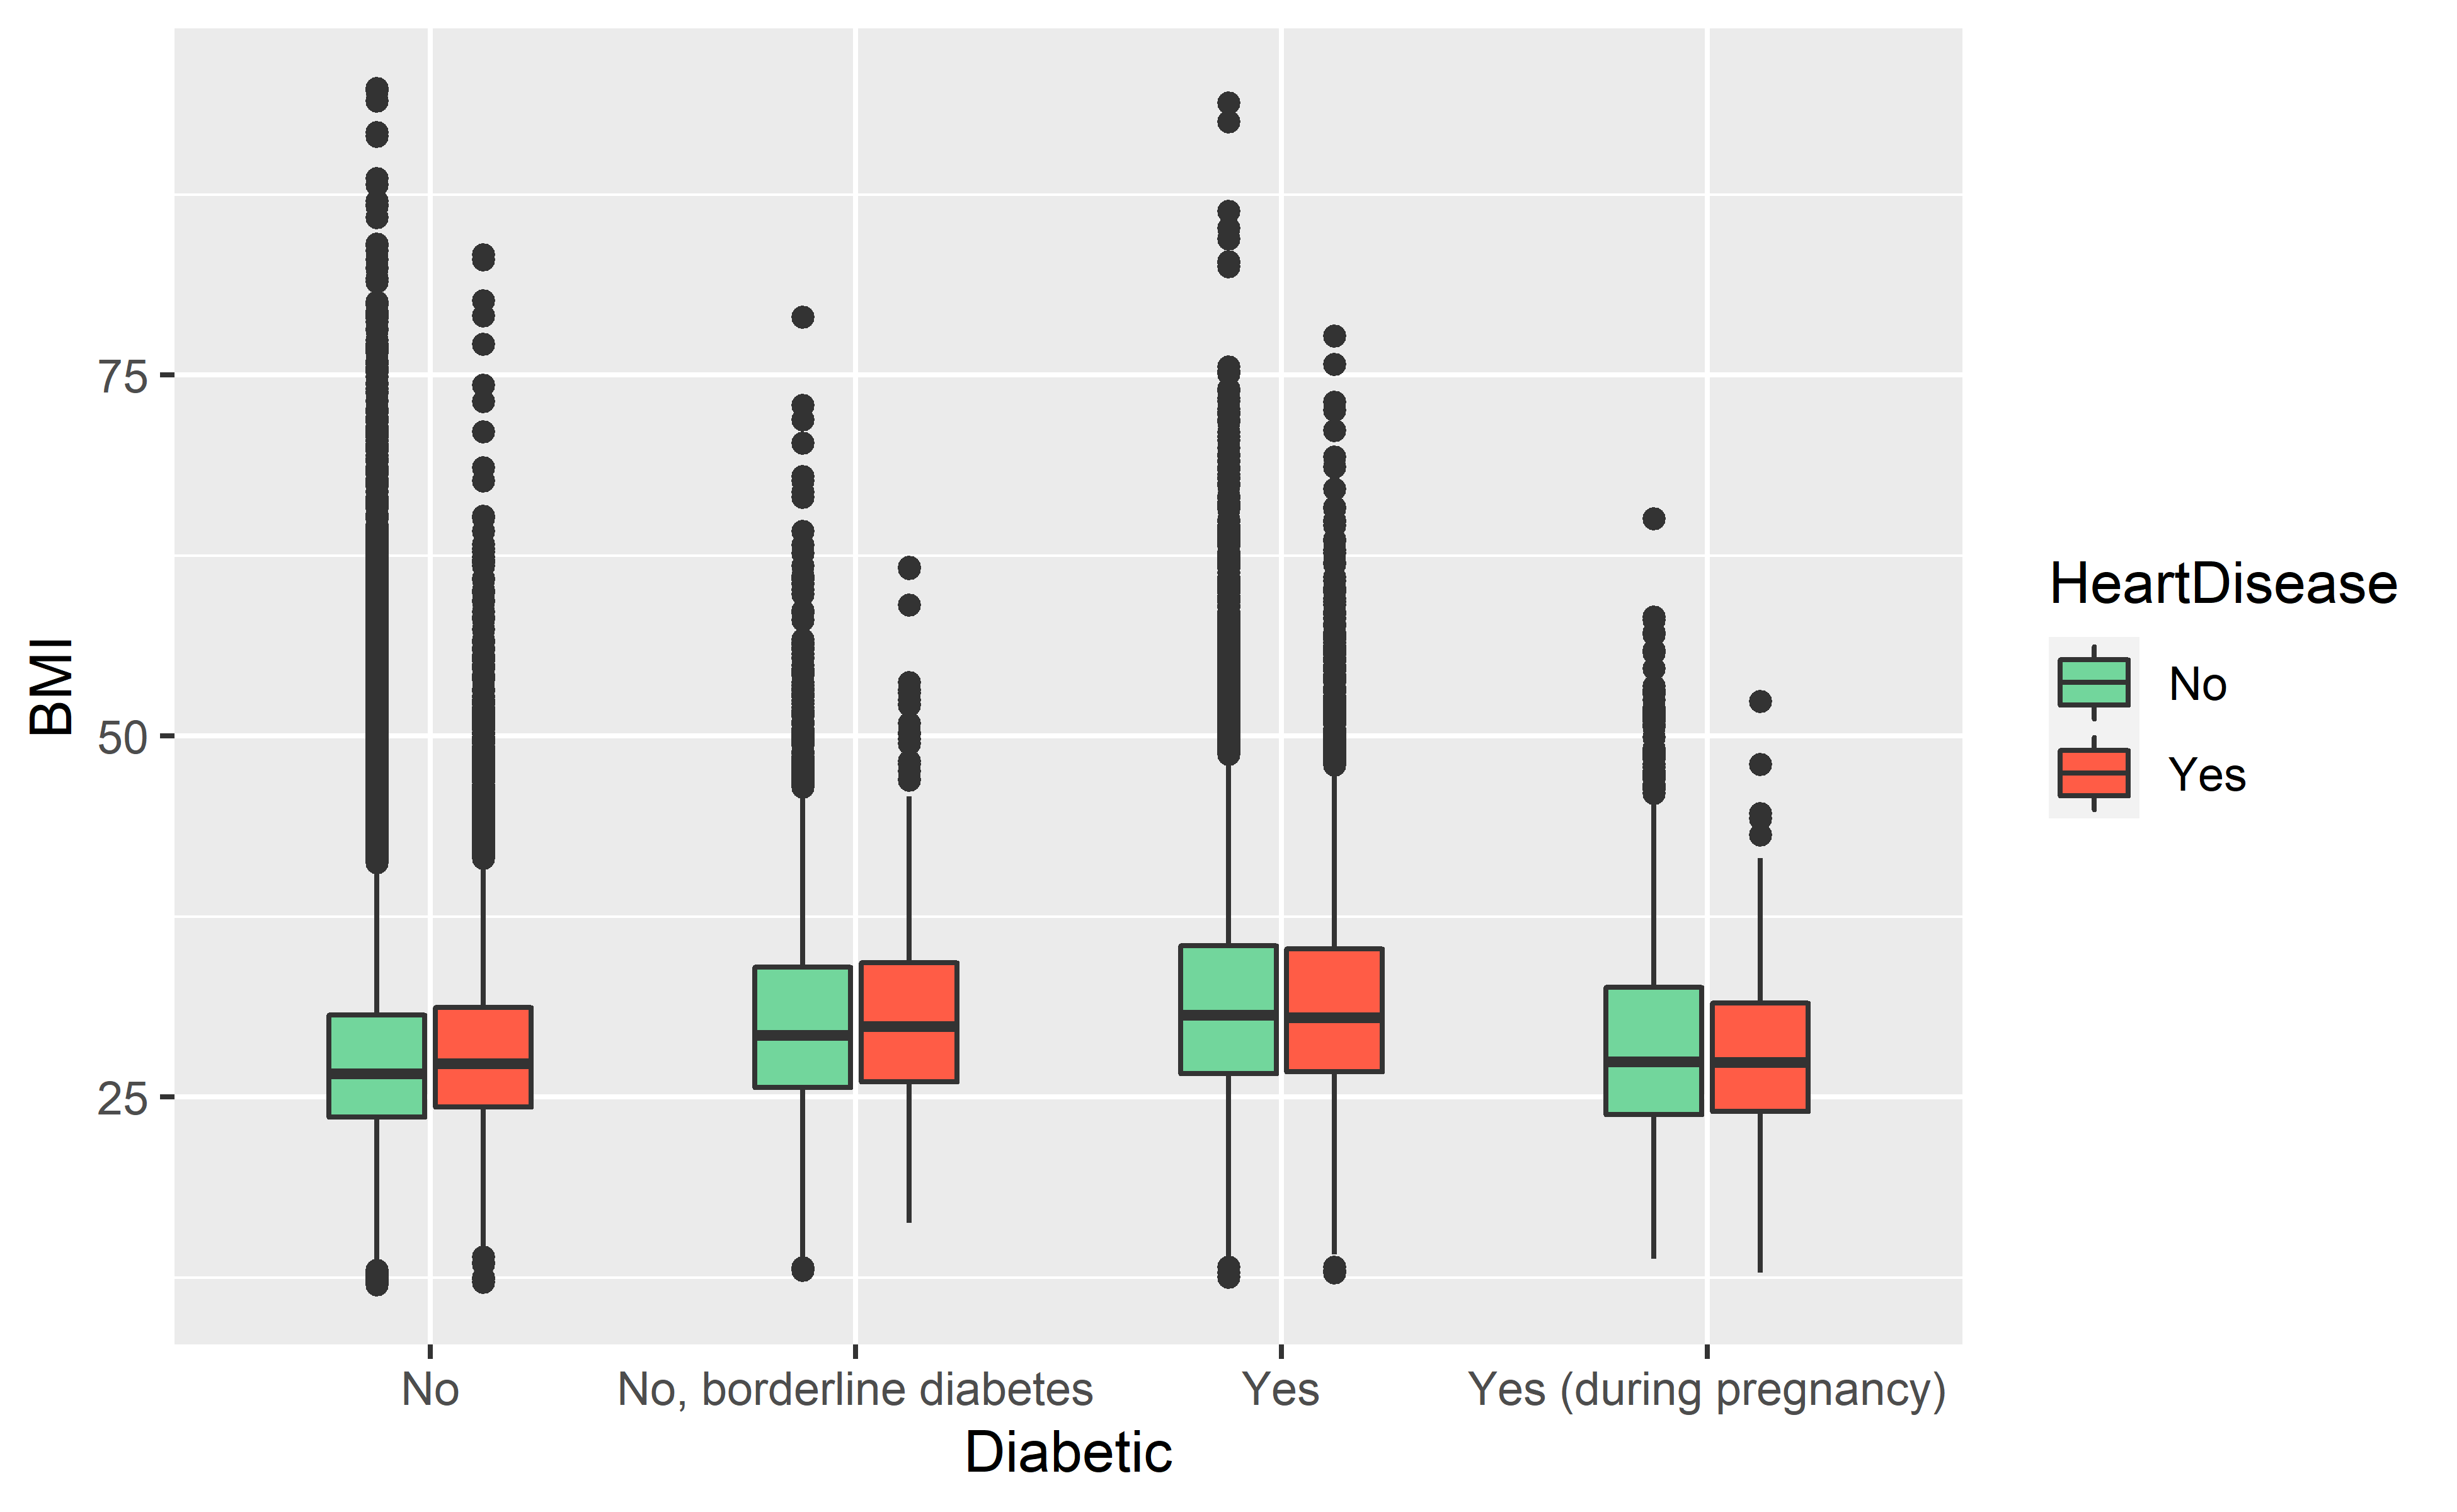 BMI
75
50
25
No
No, borderline diabetes
Yes
Yes (during pregnancy)
Diabetic
HeartDisease
No
Yes